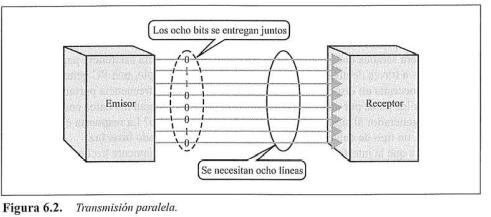 Los ocho bits se entregan juntos
Emisor
0
1
1
0
0
0
1
0
Receptor
Se necesitan ocho líneas
Figura 6.2. Transmisión paralela.